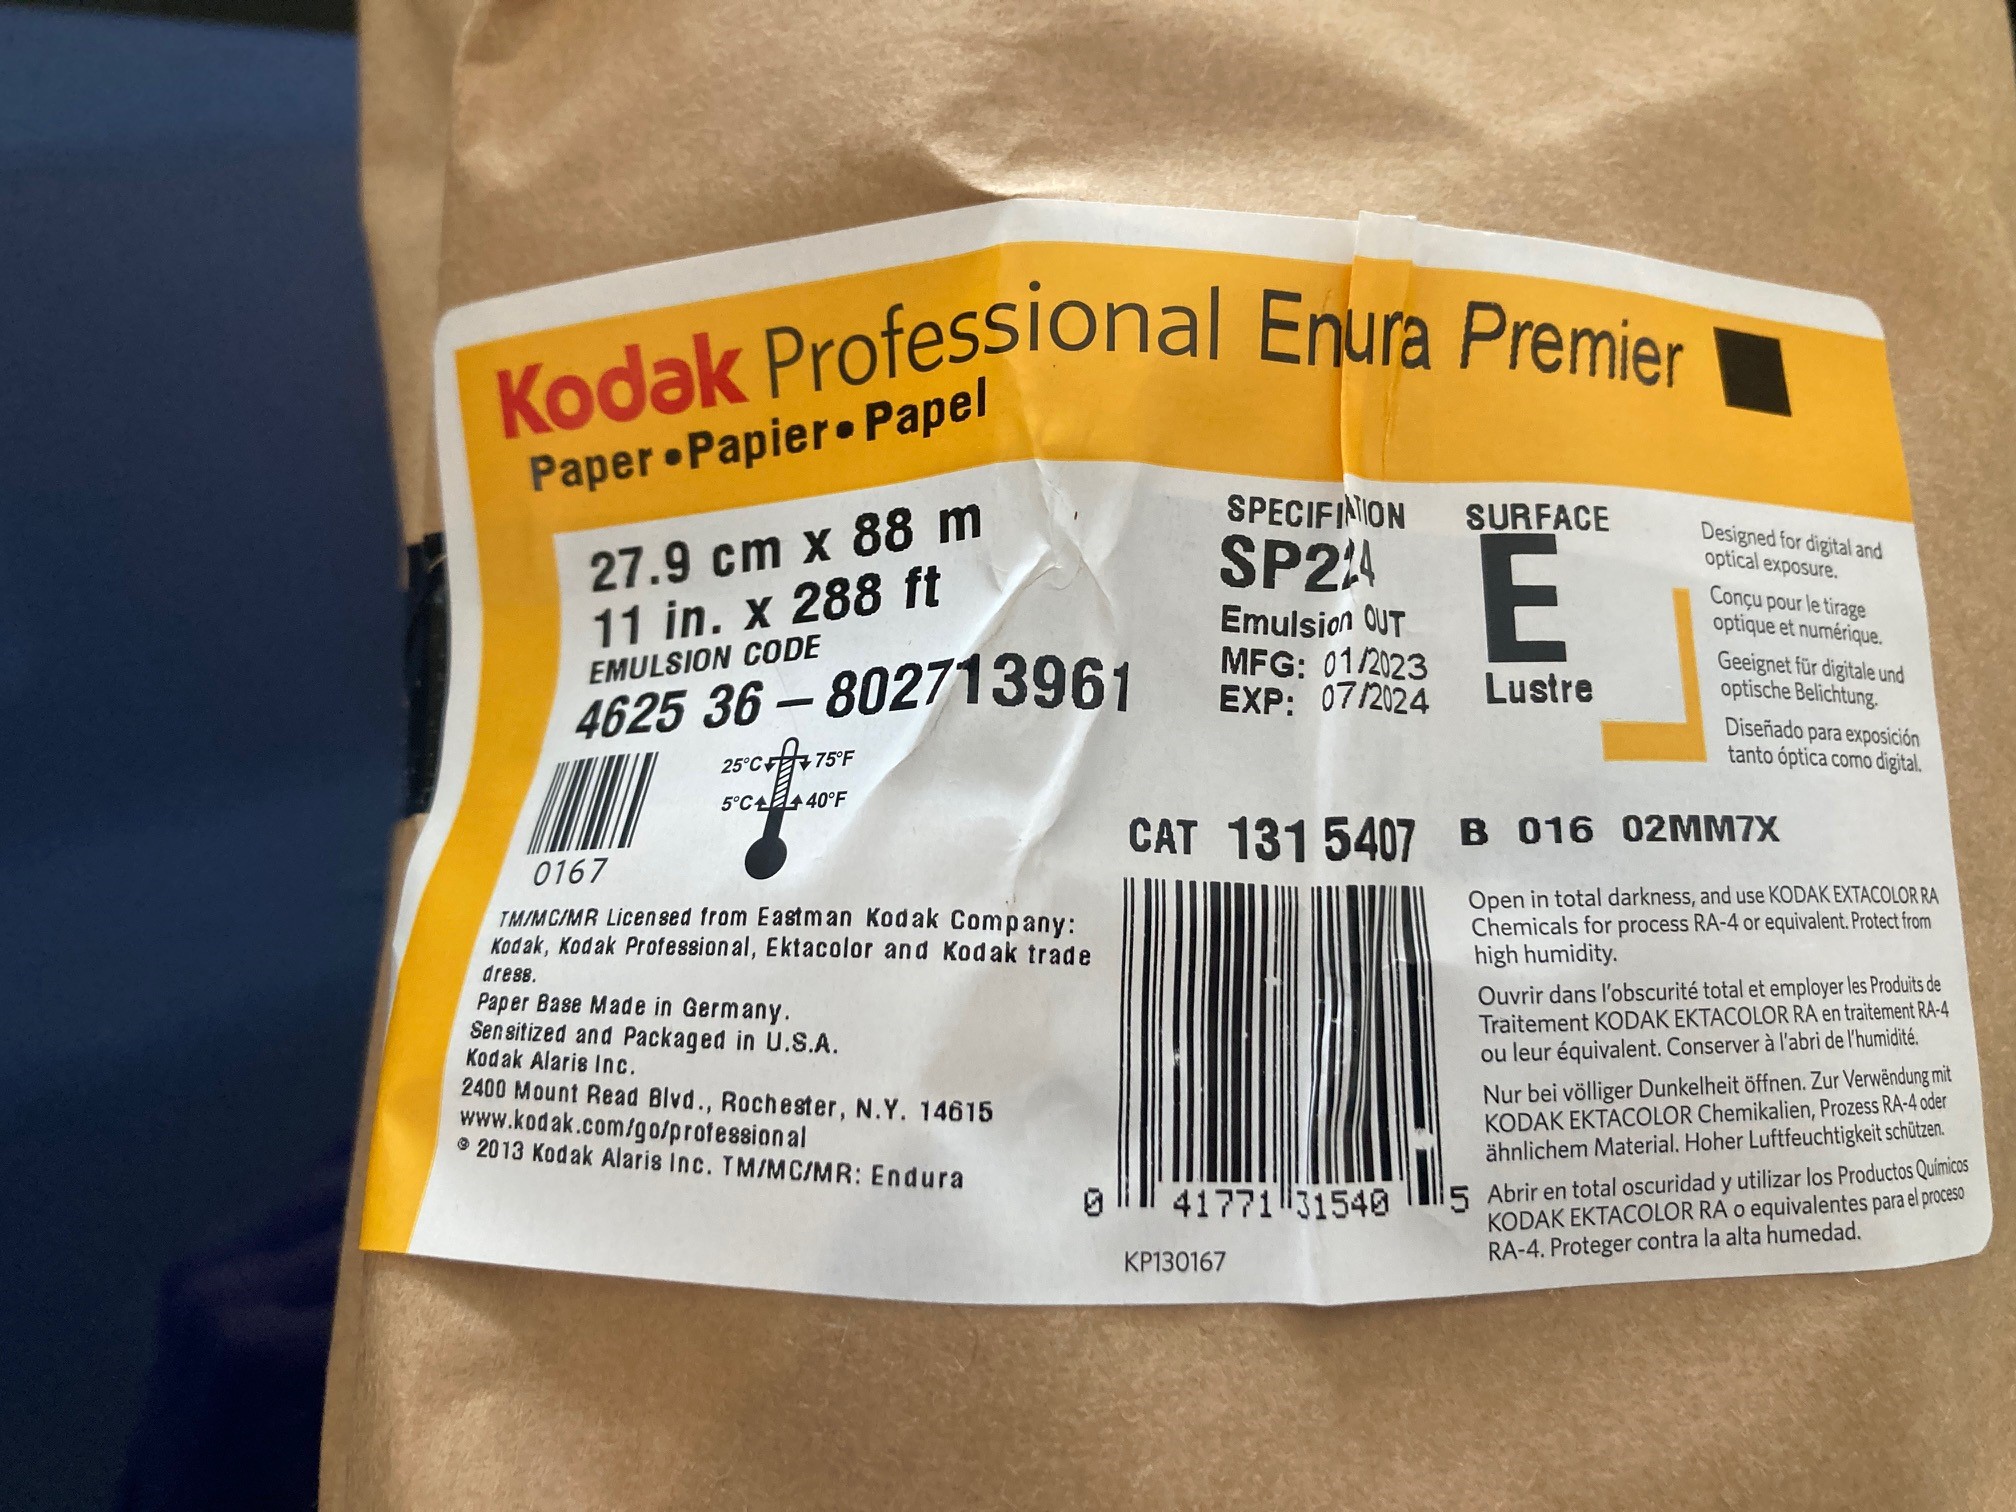 Kodak Professional Enura Premier
Paper • Papier • Papel
27.9 cm x 88 m
11 in. x 288 ft
EMULSION CODE
4625 36 – 802713961
0167
25°C 75°F
5°C 40°F
SPECIFIATION
SP224
Emulsion OUT
MFG: 01/2023
EXP: 07/2024
SURFACE
E
Lustre
Designed for digital and
optical exposure.
Conçu pour le tirage
optique et numérique.
Geeignet für digitale und
optische Belichtung.
Diseñado para exposición
tanto óptica como digital.
CAT 131 5407 B 016 02MM7X
TM/MC/MR Licensed from Eastman Kodak Company:
Kodak, Kodak Professional, Ektacolor and Kodak trade
dress.
Paper Base Made in Germany.
Sensitized and Packaged in U.S.A.
Kodak Alaris Inc.
2400 Mount Read Blvd., Rochester, N.Y. 14615
www.kodak.com/go/professional
© 2013 Kodak Alaris Inc. TM/MC/MR: Endura
0 41771 31540 5
KP130167
Open in total darkness, and use KODAK EXTACOLOR RA
Chemicals for process RA-4 or equivalent. Protect from
high humidity.
Ouvrir dans l'obscurité total et employer les Produits de
Traitement KODAK EKTACOLOR RA en traitement RA-4
ou leur équivalent. Conserver à l'abri de l'humidité.
Nur bei völliger Dunkelheit öffnen. Zur Verwëndung mit
KODAK EKTACOLOR Chemikalien, Prozess RA-4 oder
ähnlichem Material. Hoher Luftfeuchtigkeit schützen.
Abrir en total oscuridad y utilizar los Productos Químicos
KODAK EKTACOLOR RA o equivalentes para el proceso
RA-4. Proteger contra la alta humedad.